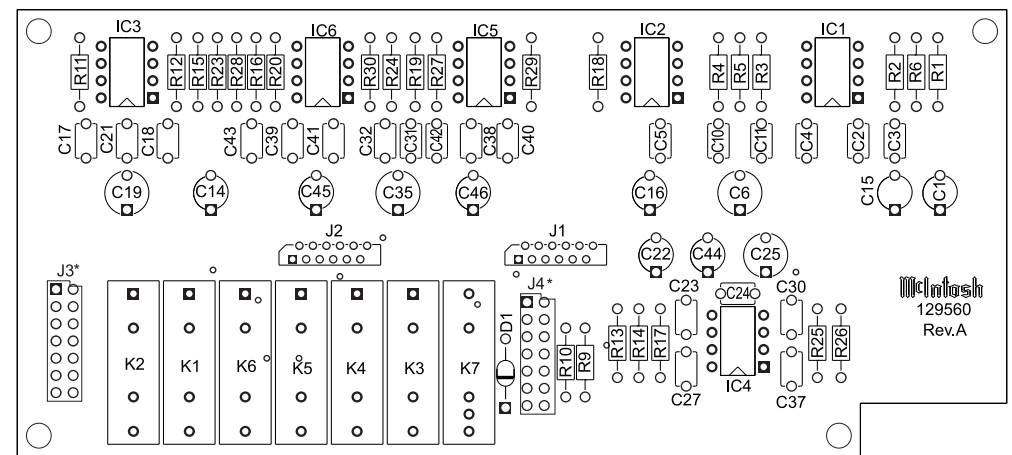 IC3 IC6 IC5 IC2 IC1
R11 R12 R15 R23 R28 R16 R20 R30 R24 R19 R27 R29 R18 R4 R5 R3 R2 R6 R1
C17 C21 C18 C43 C39 C41 C32 C31 C42 C38 C40 C5 C10 C11 C4 C2 C3
C19 C14 C45 C35 C46 C16 C6 C15 C1
J2 J1
C22 C44 C25
J3* J4*
C23 C24 C30
McIntosh
129560
Rev.A
K2 K1 K6 K5 K4 K3 K7 D1 R10 R9 R13 R14 R17 R25 R26
IC4
C27 C37